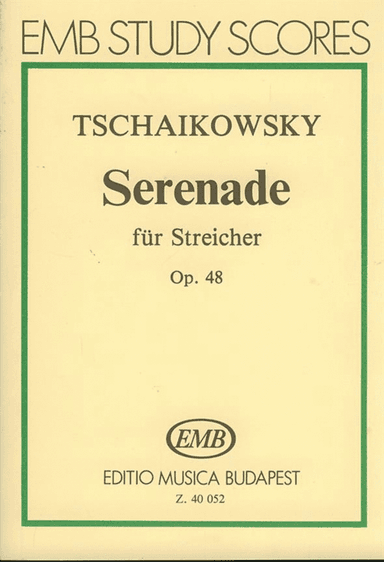 EMB STUDY SCORES
TSCHAIKOWSKY
Serenade
für Streicher
Op. 48
EMB
EDITIO MUSICA BUDAPEST
Z. 40 052